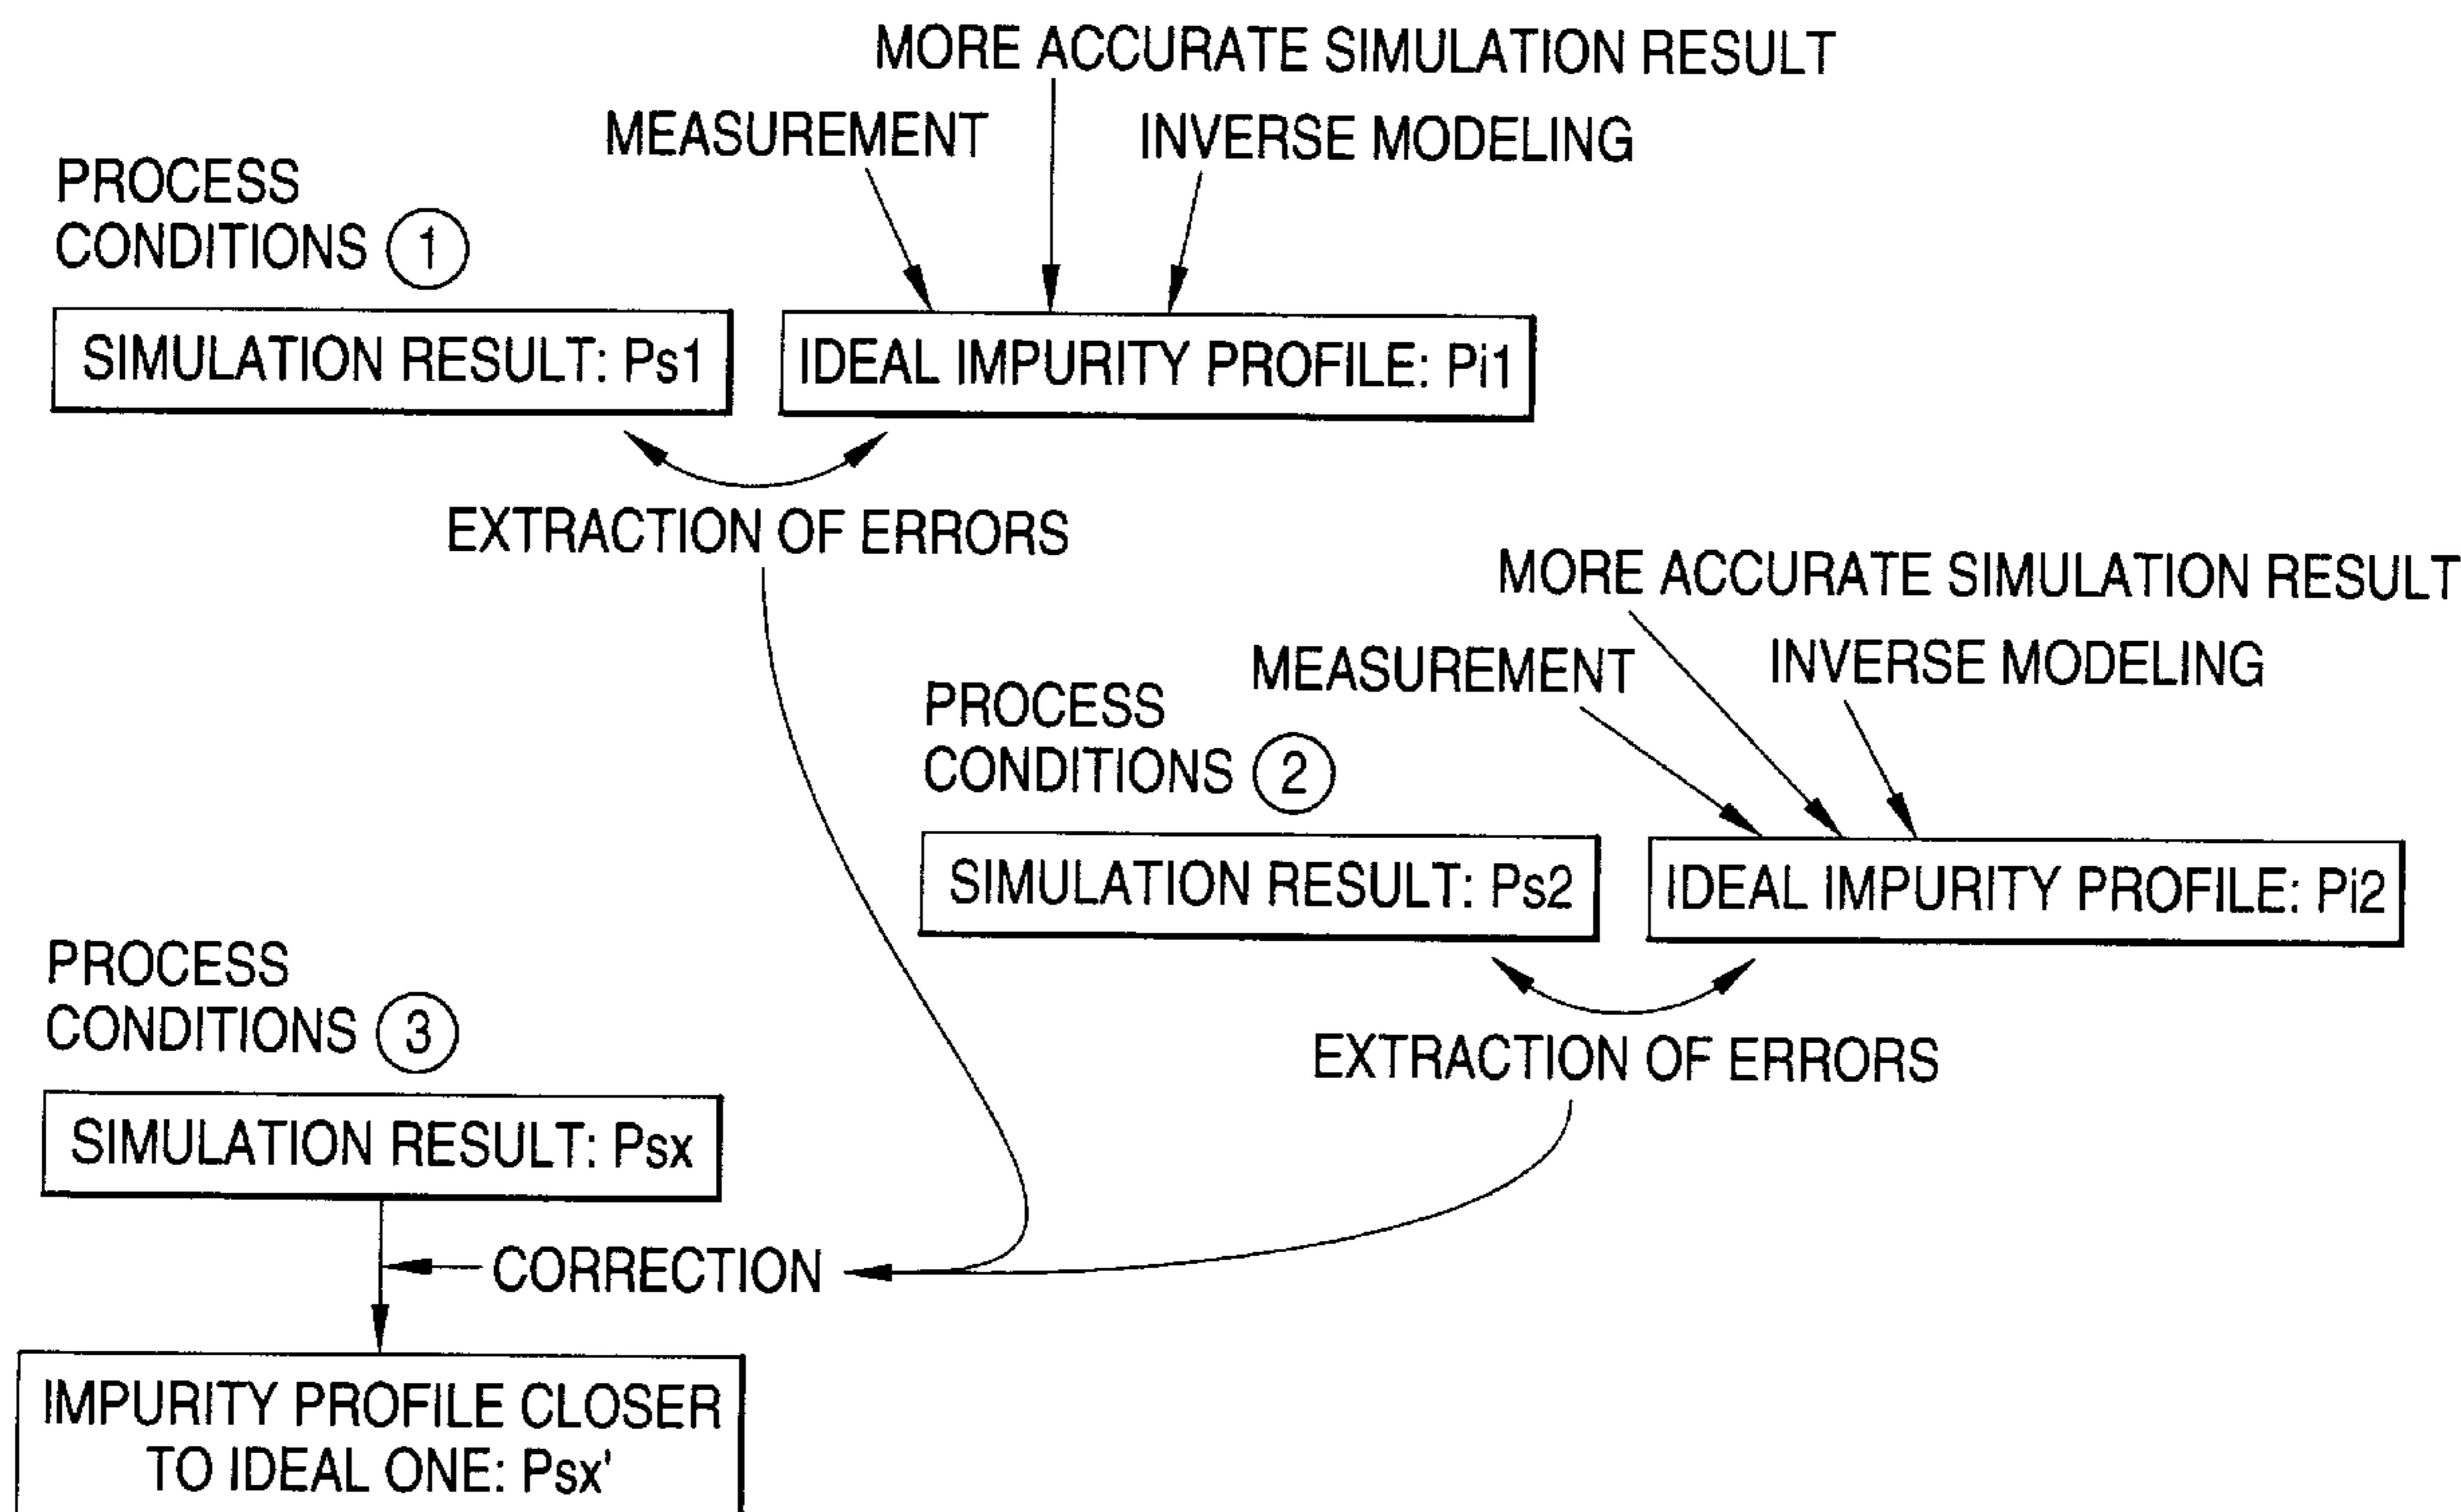 MORE ACCURATE SIMULATION RESULT
MEASUREMENT
INVERSE MODELING
PROCESS
CONDITIONS 1
SIMULATION RESULT: Ps1
IDEAL IMPURITY PROFILE: Pi1
EXTRACTION OF ERRORS
MORE ACCURATE SIMULATION RESULT
MEASUREMENT
INVERSE MODELING
PROCESS
CONDITIONS 2
SIMULATION RESULT: Ps2
IDEAL IMPURITY PROFILE: Pi2
EXTRACTION OF ERRORS
PROCESS
CONDITIONS 3
SIMULATION RESULT: Psx
CORRECTION
IMPURITY PROFILE CLOSER
TO IDEAL ONE: Psx'